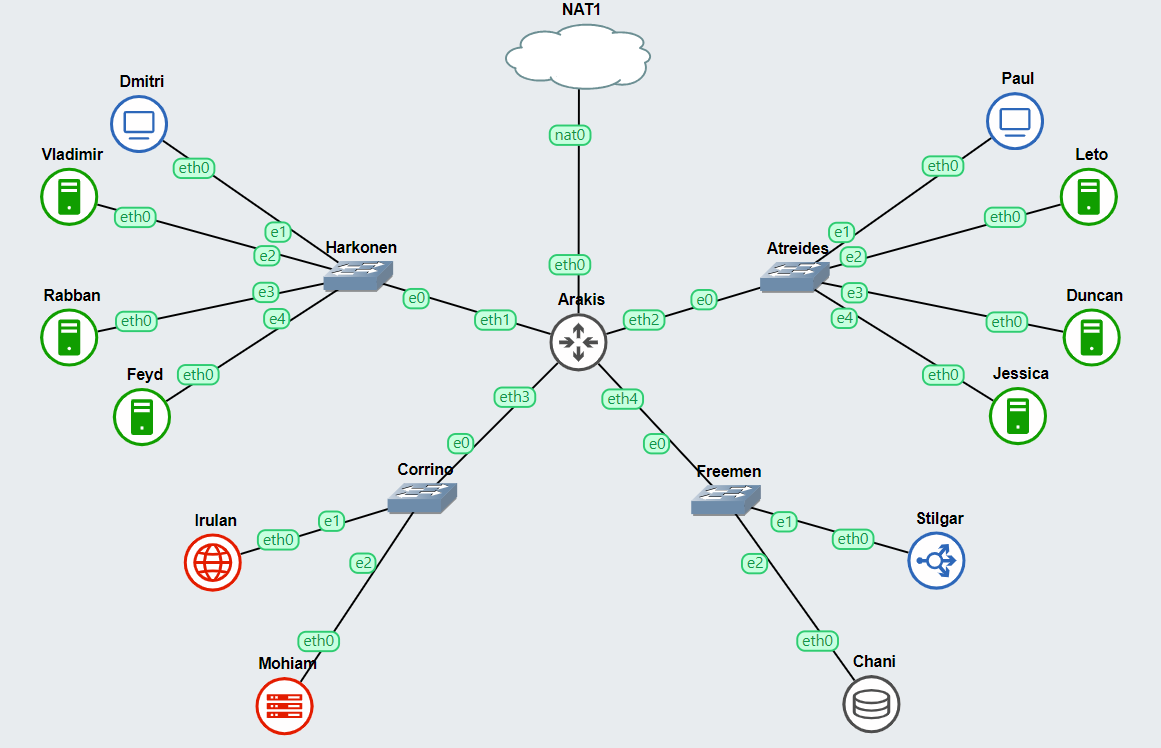 NAT1
Dmitri
Paul
nat0
Vladimir
Leto
eth0
eth0
eth0
eth0
e1
e1
Harkonen
Atreides
e2
e2
eth0
e3
e3
Rabban
Duncan
e0
Arakis
e0
eth0
e4
eth1
eth2
e4
eth0
Feyd
eth0
eth0
Jessica
eth3
eth4
e0
e0
Corrino
Freemen
Irulan
e1
e1
Stilgar
eth0
eth0
e2
e2
eth0
eth0
Mohiam
Chani